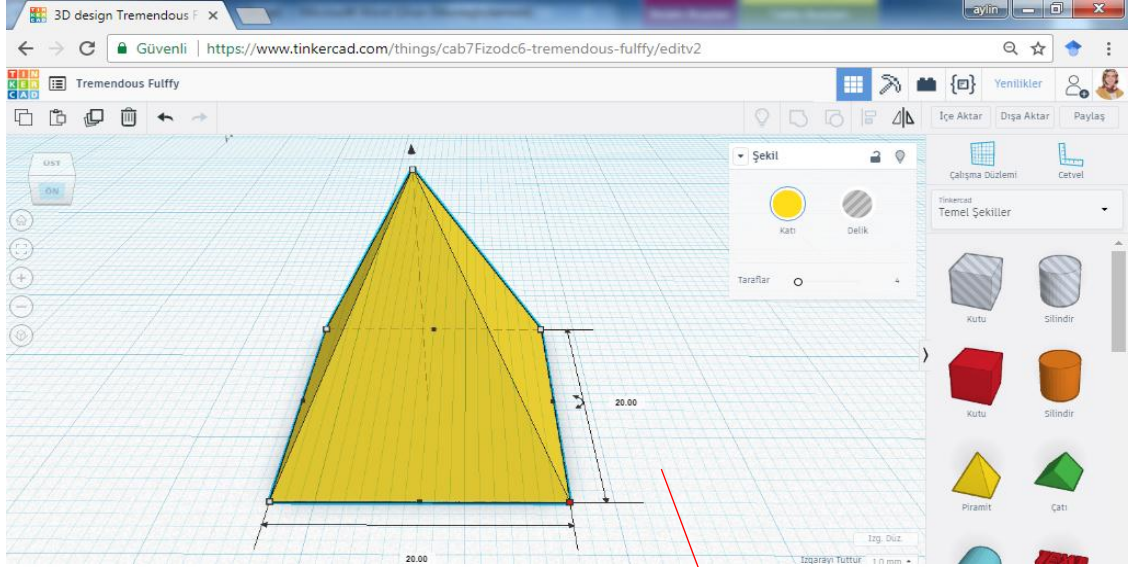 3D design Tremendous F
aylin
Güvenli | https://www.tinkercad.com/things/cab7Fizodc6-tremendous-fulffy/editv2
TIN
KER
CAD
Tremendous Fulffy
Yenilikler
İçe Aktar
Dışa Aktar
Paylaş
ÜST
ÖN
Şekil
Katı
Delik
Taraflar
4
Çalışma Düzlemi
Cetvel
Tinkercad
Temel Şekiller
Kutu
Silindir
Kutu
Silindir
Piramit
Çatı
20.00
20.00
Izg. Düz.
Izgarayı Tuttur 1.0 mm